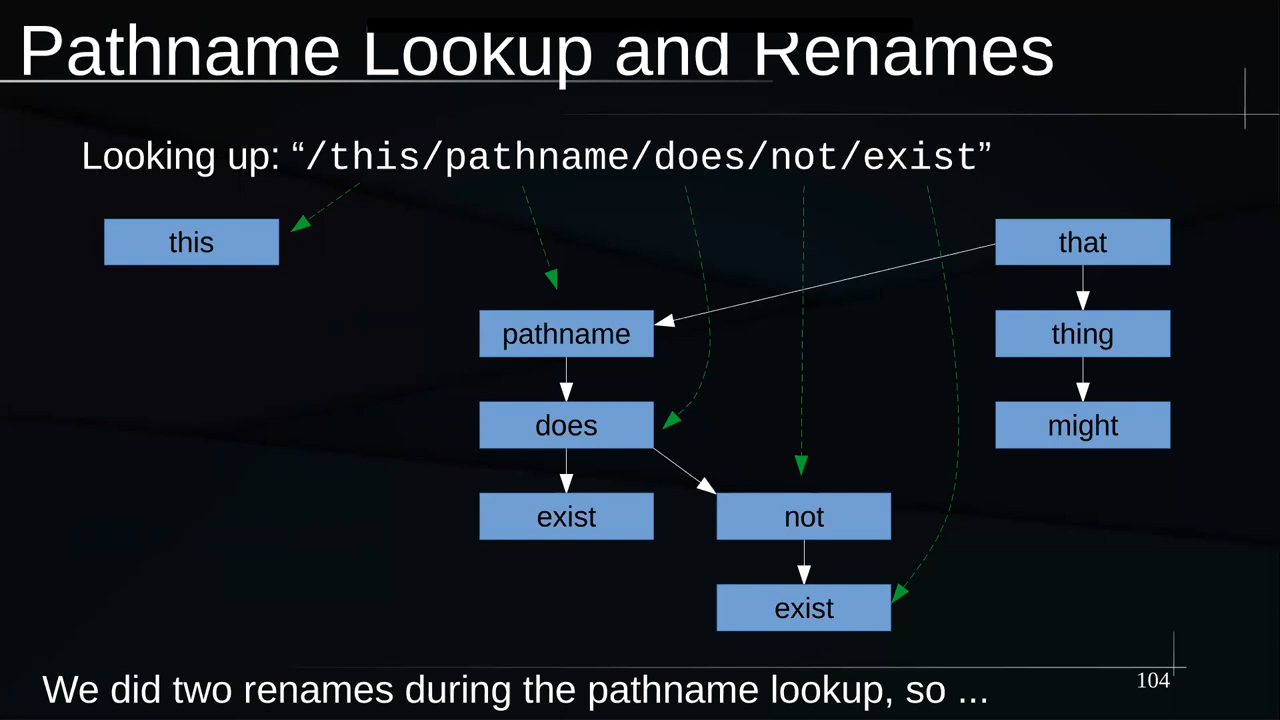 Pathname Lookup and Renames
Looking up: “/this/pathname/does/not/exist”
this
that
pathname
thing
does
might
exist
not
exist
We did two renames during the pathname lookup, so ...
104